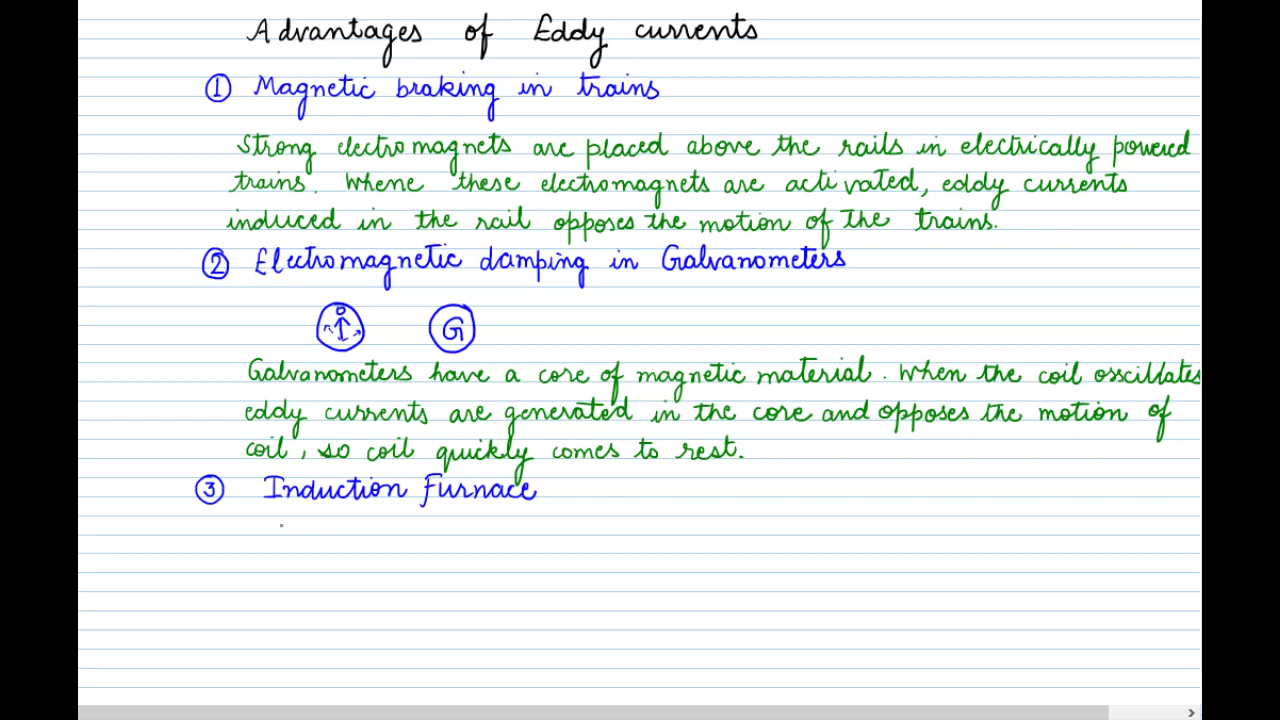 Advantages of Eddy currents
① Magnetic braking in trains
Strong electromagnets are placed above the rails in electrically powered
trains. Whene these electromagnets are activated, eddy currents
induced in the rail opposes the motion of the trains.
② Electromagnetic damping in Galvanometers
G
Galvanometers have a core of magnetic material. When the coil osscillates
eddy currents are generated in the core and opposes the motion of
coil, so coil quickly comes to rest.
③ Induction Furnace